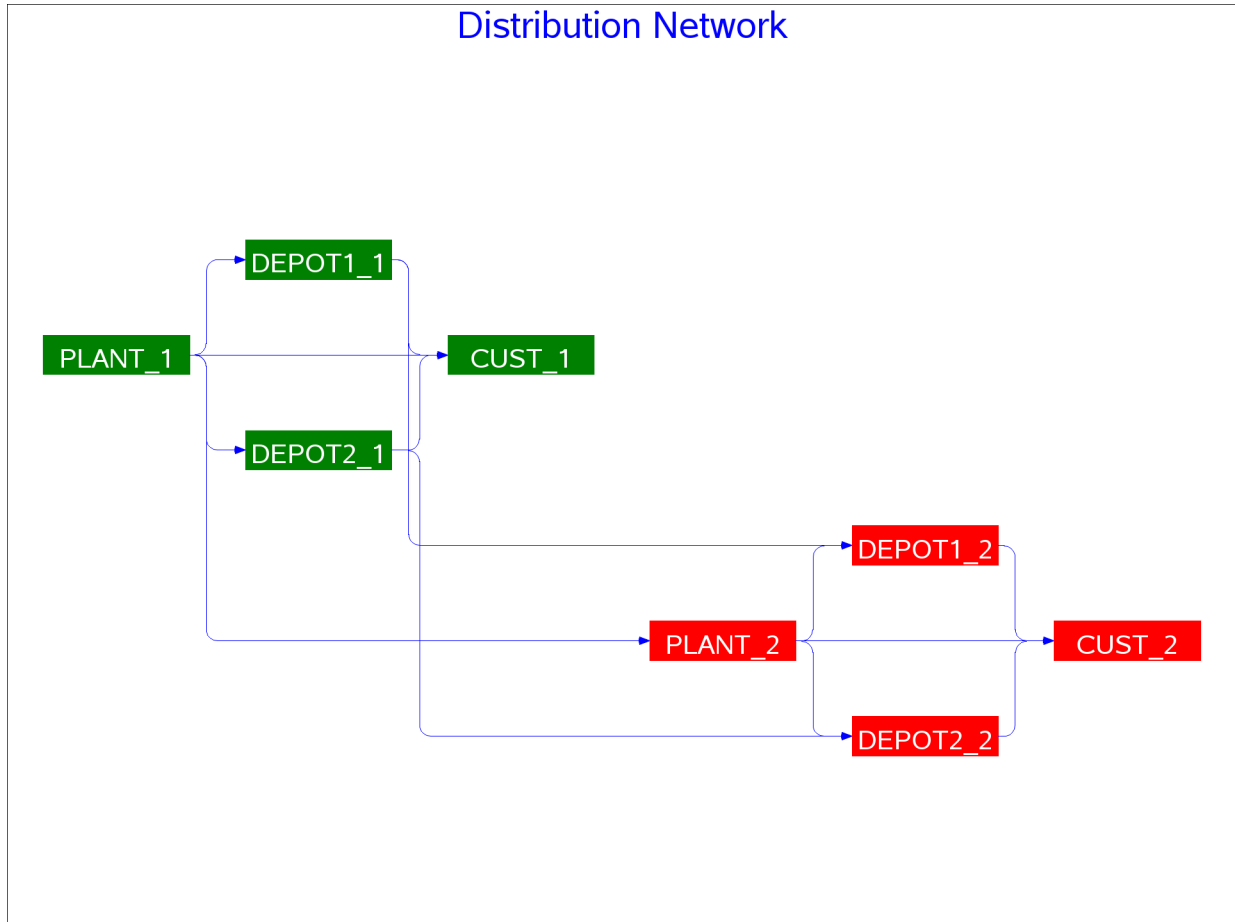 Distribution Network
DEPOT1_1
PLANT_1
CUST_1
DEPOT2_1
DEPOT1_2
PLANT_2
CUST_2
DEPOT2_2